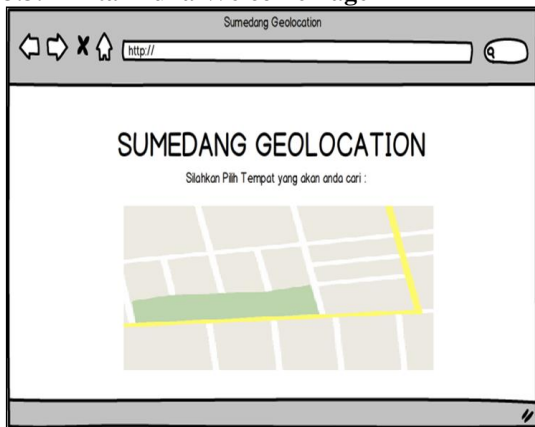 Sumedang Geolocation
http://
SUMEDANG GEOLOCATION
Silahkan Pilih Tempat yang akan anda cari :